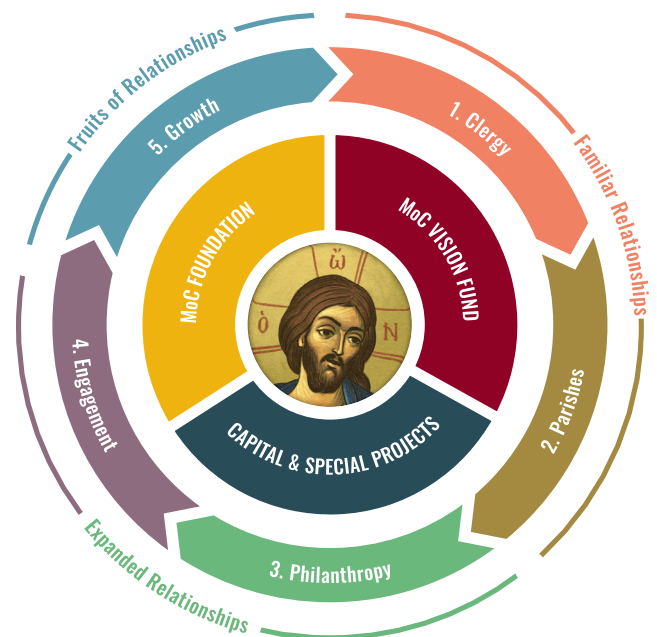 Fruits of Relationships
Familiar Relationships
Expanded Relationships
1. Clergy
2. Parishes
3. Philanthropy
4. Engagement
5. Growth
MoC FOUNDATION
MoC VISION FUND
CAPITAL & SPECIAL PROJECTS
ὁ ὤ Ν